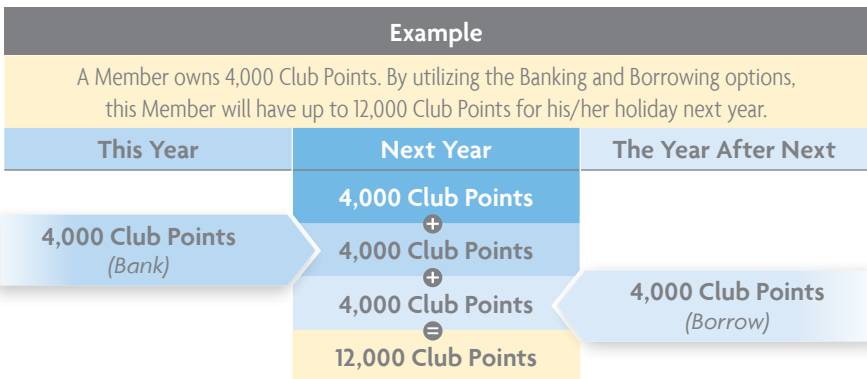 Example
A Member owns 4,000 Club Points. By utilizing the Banking and Borrowing options,
this Member will have up to 12,000 Club Points for his/her holiday next year.
This Year
Next Year
The Year After Next
4,000 Club Points
+
4,000 Club Points
(Bank)
4,000 Club Points
+
4,000 Club Points
4,000 Club Points
(Borrow)
=
12,000 Club Points